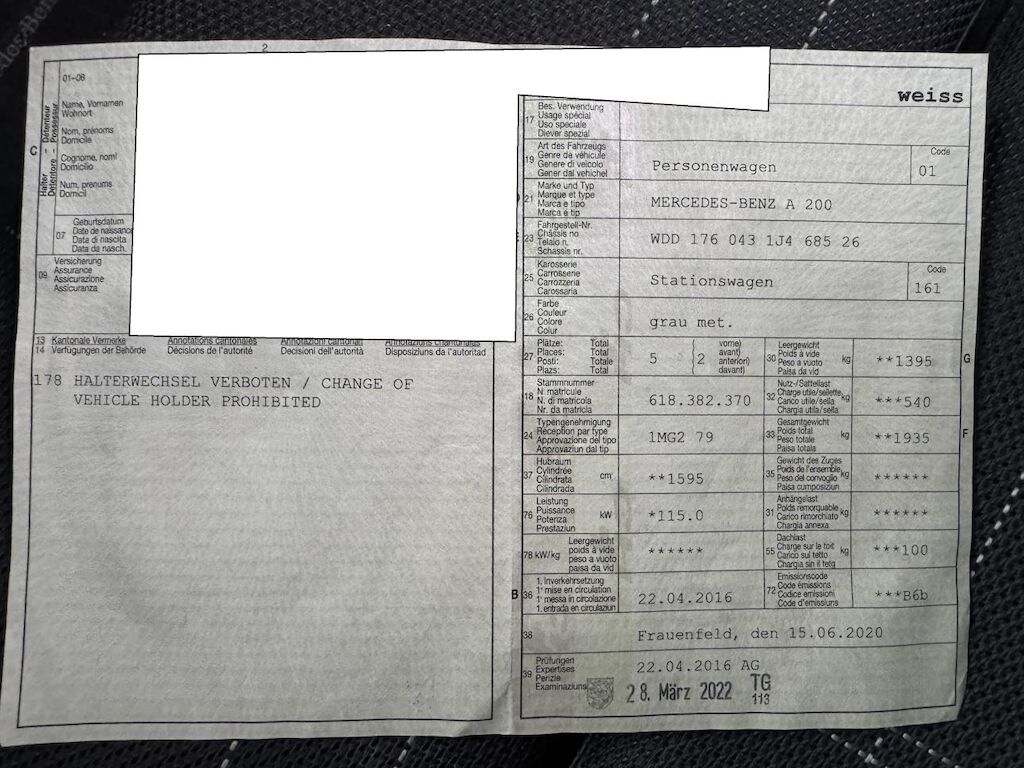 2
01-06
Halter - Détenteur
Detentore - Possessur
C
Name, Vornamen
Wohnort
Nom, prénoms
Domicile
Cognome, nomi
Domicilio
Num, prenums
Domicil
07
Geburtsdatum
Date de naissance
Data di nascita
Data da nasch.
09
Versicherung
Assurance
Assicurazione
Assicuranza
13 Kantonale Vermerke Annotations cantonales Annotazioni cantonali Annotaziuns chantunalas
14 Verfügungen der Behörde Décisions de l'autorité Decisioni dell'autorità Disposiziuns da l'autoritad
178 HALTERWECHSEL VERBOTEN / CHANGE OF
VEHICLE HOLDER PROHIBITED
weiss
17
Bes. Verwendung
Usage spécial
Uso speciale
Diever spezial
19
Art des Fahrzeugs
Genre de véhicule
Genere di veicolo
Gener dal vehichel
Personenwagen
Code
01
21
Marke und Typ
Marque et type
Marca e tipo
Marca e tip
MERCEDES-BENZ A 200
23
Fahrgestell-Nr.
Châssis no
Telaio n.
Schassis nr.
WDD 176 043 1J4 685 26
25
Karosserie
Carrosserie
Carrozzeria
Carossaria
Stationswagen
Code
161
26
Farbe
Couleur
Colore
Colur
grau met.
27
Plätze: Total
Places: Total
Posti: Totale
Plazs: Total
5
( 2
vorne)
avant)
anteriori)
davant)
30
Leergewicht
Poids à vide
Peso a vuoto
Paisa da vid
kg
**1395
G
18
Stammnummer
N matricule
N. di matricola
Nr. da matricla
618.382.370
32
Nutz-/Sattellast
Charge utile/sellette
Carico utile/sella
Chargia utila/sella
kg
***540
24
Typengenehmigung
Réception par type
Approvazione del tipo
Approvaziun dal tip
1MG2 79
33
Gesamtgewicht
Poids total
Peso totale
Paisa totala
kg
**1935
F
37
Hubraum
Cylindrée
Cilindrata
Cilindrada
cm³
**1595
35
Gewicht des Zuges
Poids de l'ensemble
Peso del convoglio
Paisa cumposiziun
kg
******
76
Leistung
Puissance
Potenza
Prestaziun
kW
*115.0
31
Anhängelast
Poids remorquable
Carico rimorchiato
Chargia annexa
kg
******
78 kW/kg
Leergewicht
poids à vide
peso a vuoto
paisa da vid
******
55
Dachlast
Charge sur le toit
Carico sul tetto
Chargia sin il tetg
kg
***100
B
36
1. Inverkehrsetzung
1re mise en circulation
1a messa in circolazione
1. entrada en circulaziun
22.04.2016
72
Emissionscode
Code émissions
Codice emissioni
Code d'emissiuns
***B6b
38
Frauenfeld, den 15.06.2020
39
Prüfungen
Expertises
Perizie
Examinaziuns
22.04.2016 AG
28. März 2022 TG
113